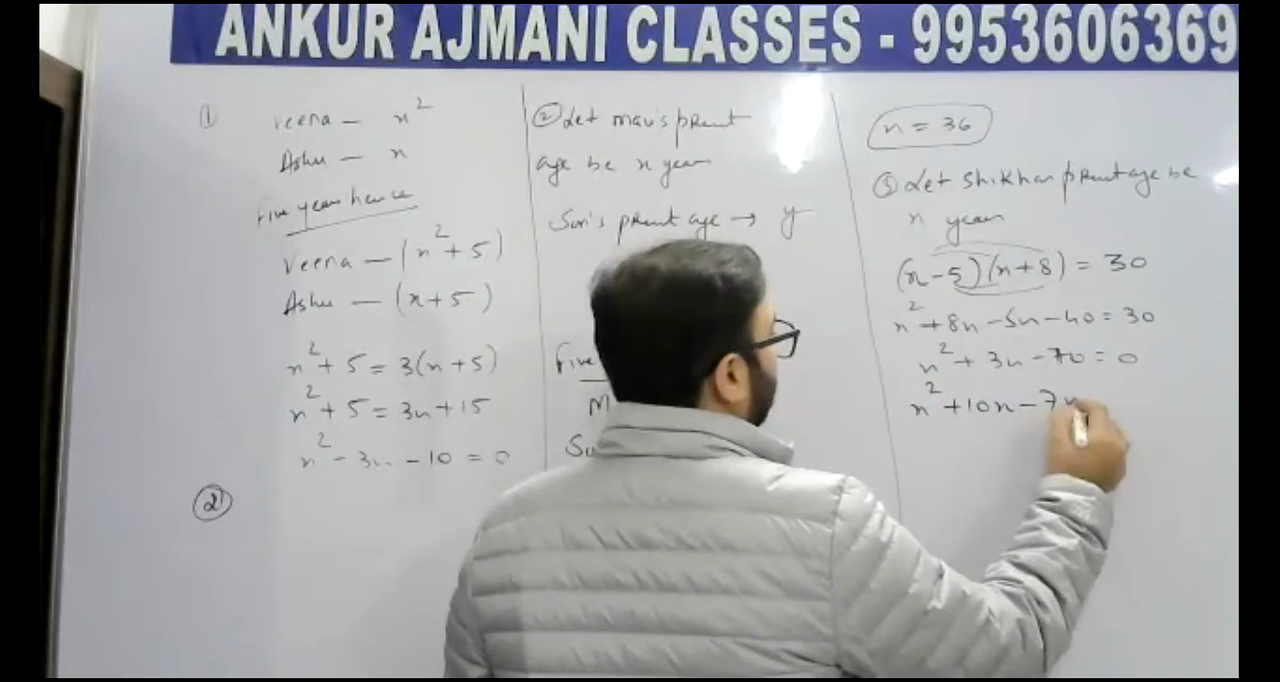 ANKUR AJMANI CLASSES - 9953606369
① Veena — x²
Ashu — x
Five years hence
Veena — (x² + 5)
Ashu — (x + 5)
x² + 5 = 3(x + 5)
x² + 5 = 3x + 15
x² - 3x - 10 = 0
②
② Let man's present
age be x years
Son's present age → y
Five
M
So
x = 36
③ Let Shikhar present age be
x years
(x - 5)(x + 8) = 30
x² + 8x - 5x - 40 = 30
x² + 3x - 70 = 0
x² + 10x - 7x